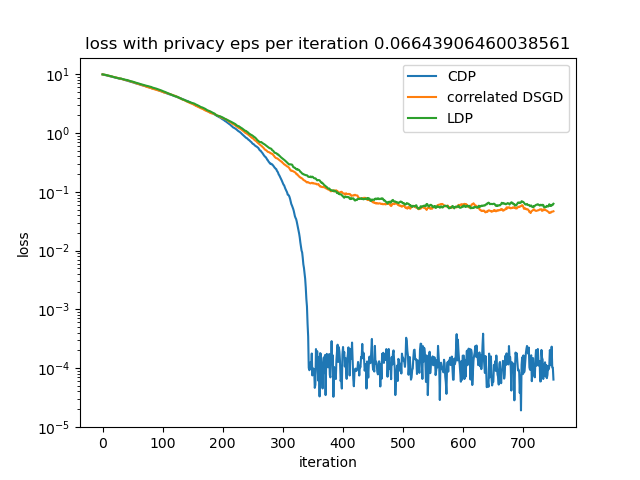 loss with privacy eps per iteration 0.06643906460038561
CDP
correlated DSGD
LDP
10^1
10^0
10^-1
10^-2
10^-3
10^-4
10^-5
loss
0 100 200 300 400 500 600 700
iteration